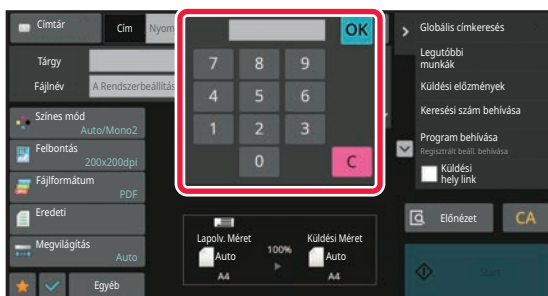 Címtár
Cím
Nyom
Tárgy
Fájlnév
A Rendszerbeállítás
Színes mód
Auto/Mono2
Felbontás
200x200dpi
Fájlformátum
PDF
Eredeti
Megvilágítás
Auto
Egyéb
OK
7 8 9
4 5 6
1 2 3
0 C
Lapolv. Méret
Auto
A4
100%
Küldési Méret
Auto
A4
Globális címkeresés
Legutóbbi
munkák
Küldési előzmények
Keresési szám behívása
Program behívása
Regisztrált beáll. behívása
Küldési
hely link
Előnézet
CA
Start